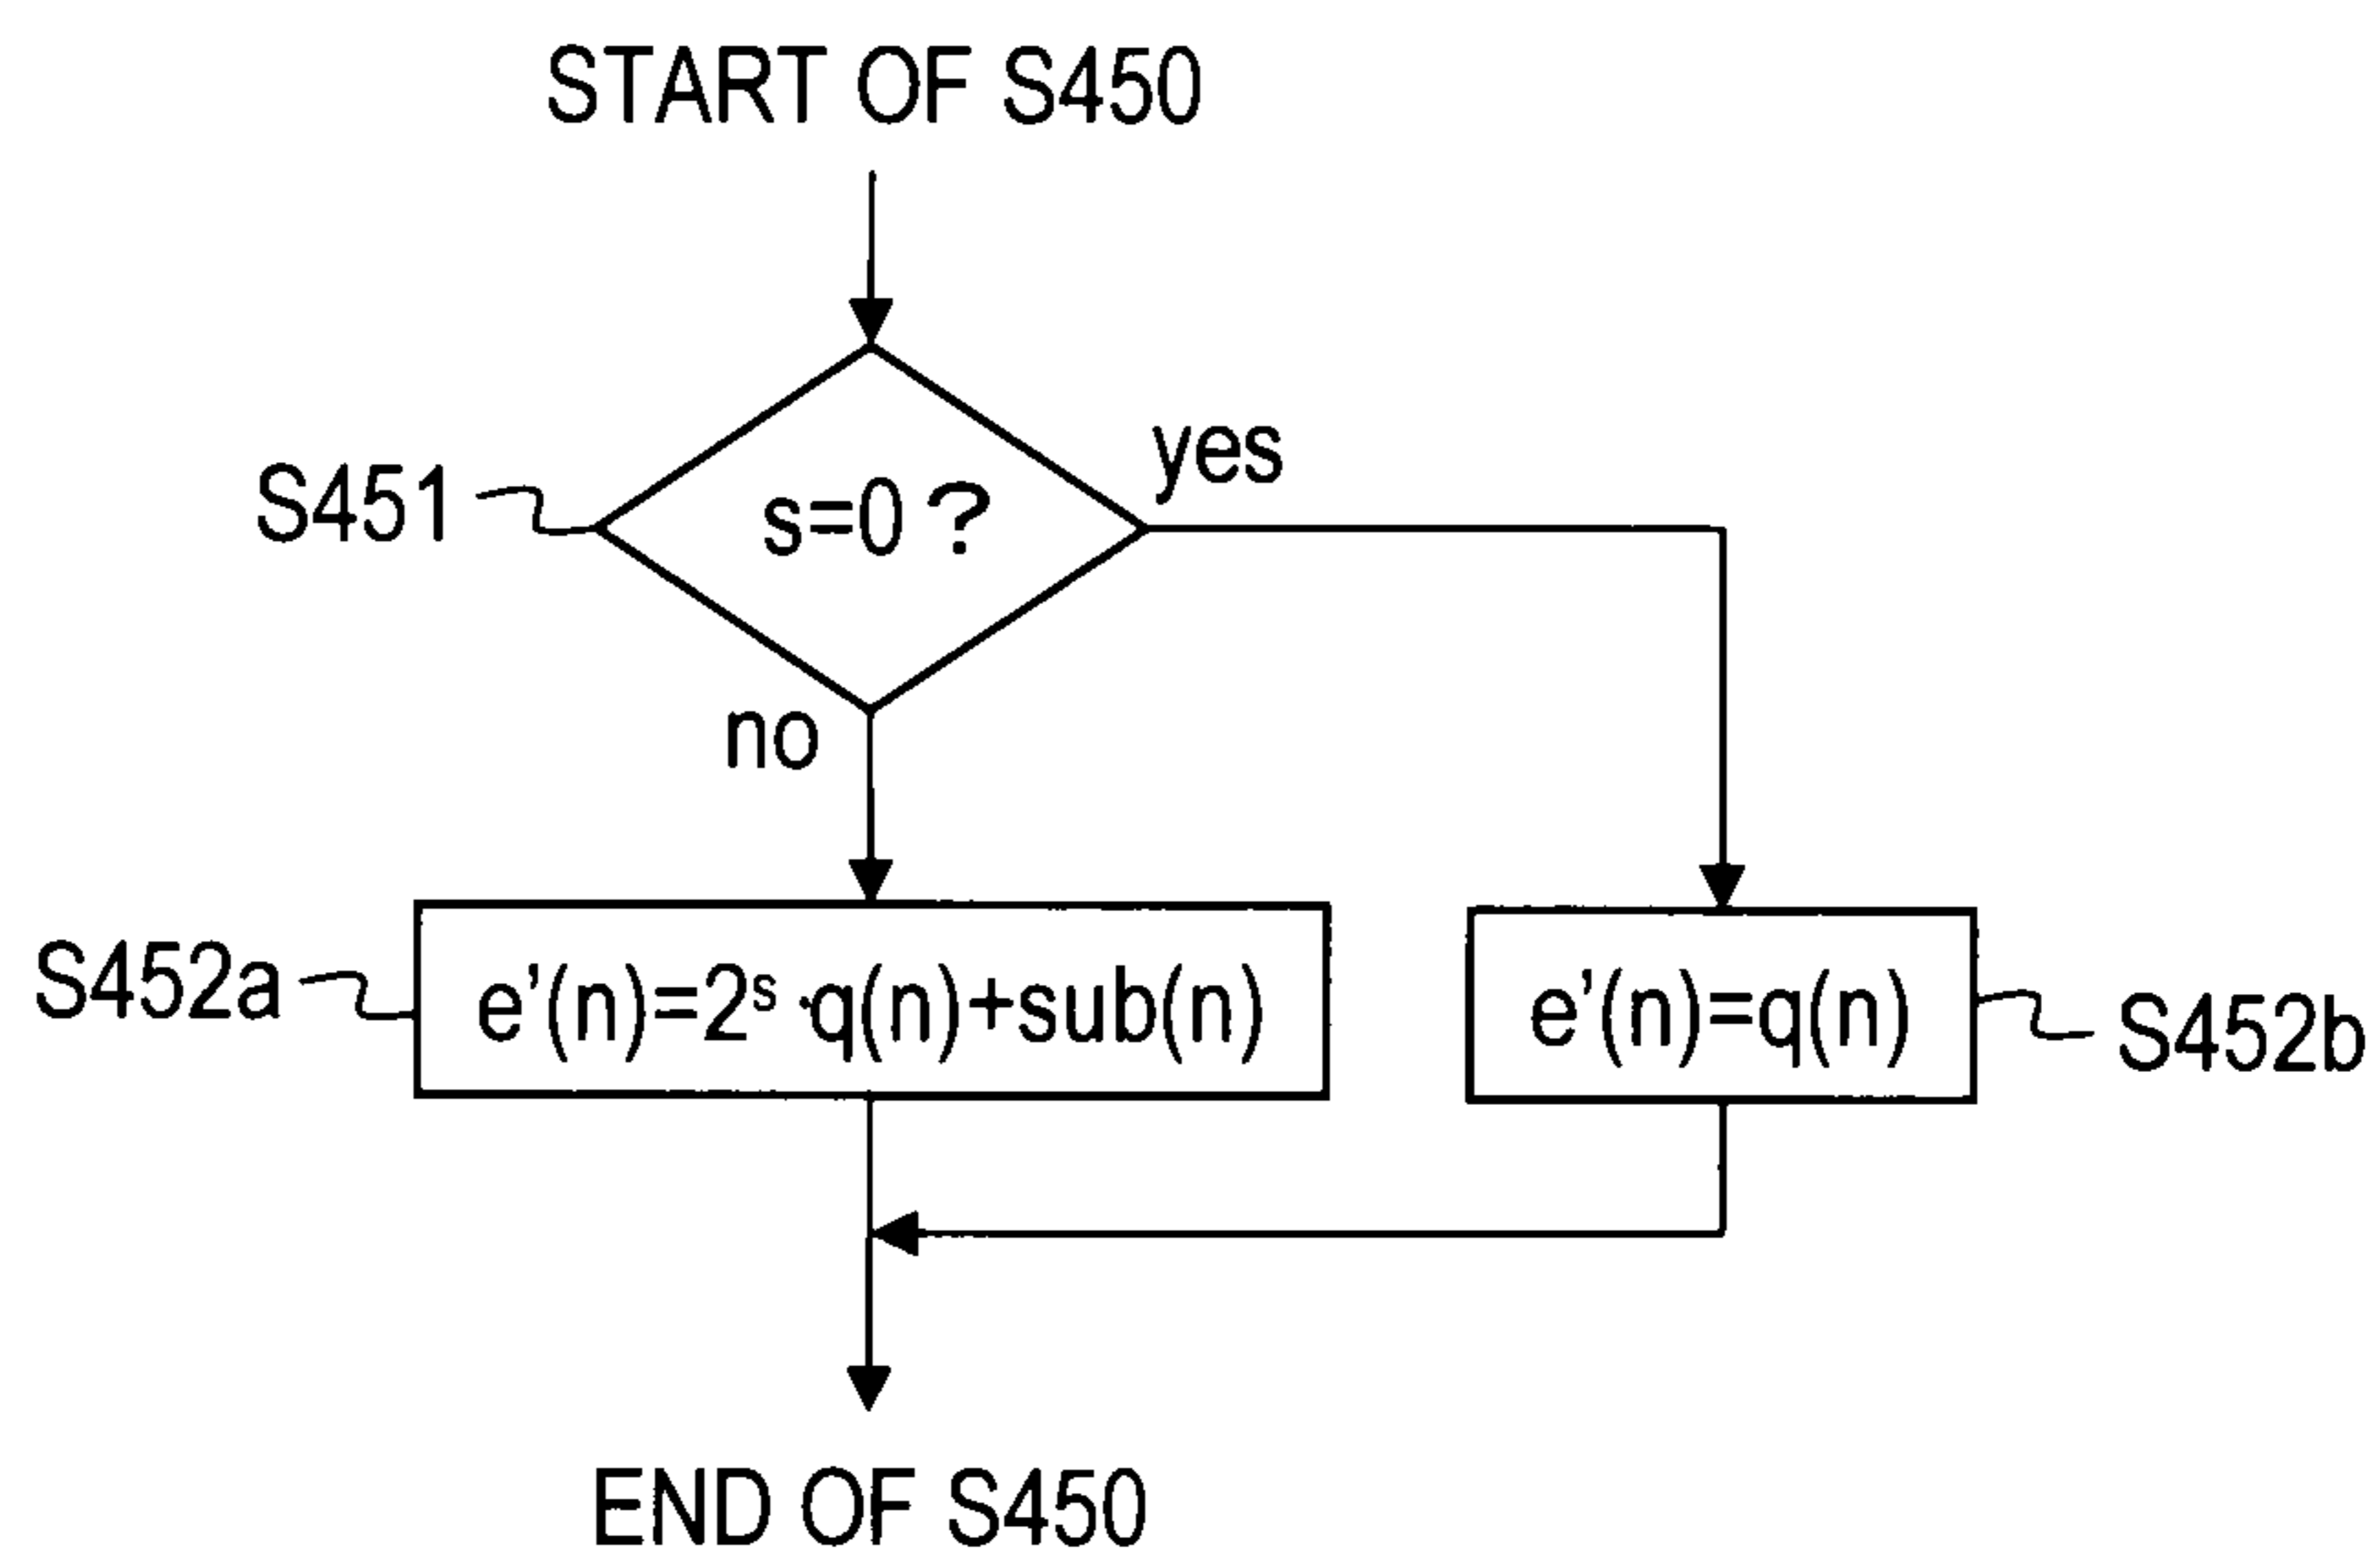 START OF S450
yes
S451
s=0 ?
no
S452a
e'(n)=2ˢ·q(n)+sub(n)
e'(n)=q(n)
S452b
END OF S450